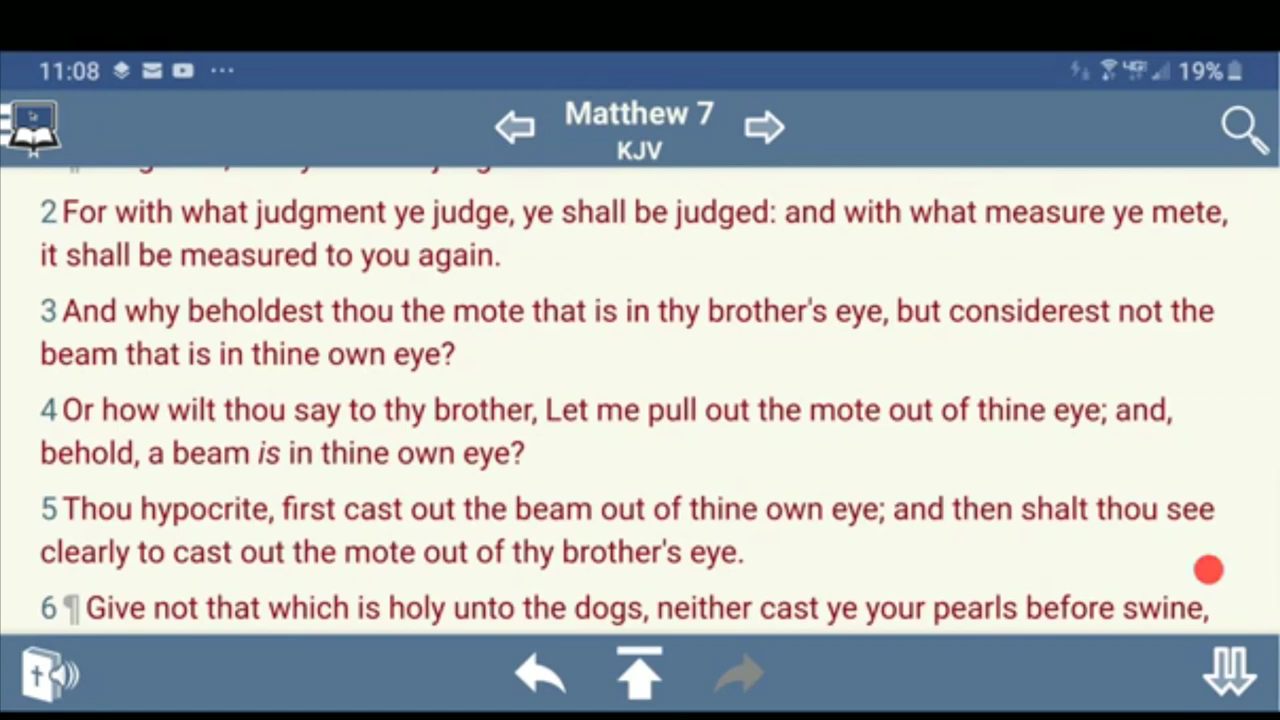 11:08 ... 4GE 19%
Matthew 7
KJV
2 For with what judgment ye judge, ye shall be judged: and with what measure ye mete,
it shall be measured to you again.
3 And why beholdest thou the mote that is in thy brother's eye, but considerest not the
beam that is in thine own eye?
4 Or how wilt thou say to thy brother, Let me pull out the mote out of thine eye; and,
behold, a beam is in thine own eye?
5 Thou hypocrite, first cast out the beam out of thine own eye; and then shalt thou see
clearly to cast out the mote out of thy brother's eye.
6 ¶ Give not that which is holy unto the dogs, neither cast ye your pearls before swine,